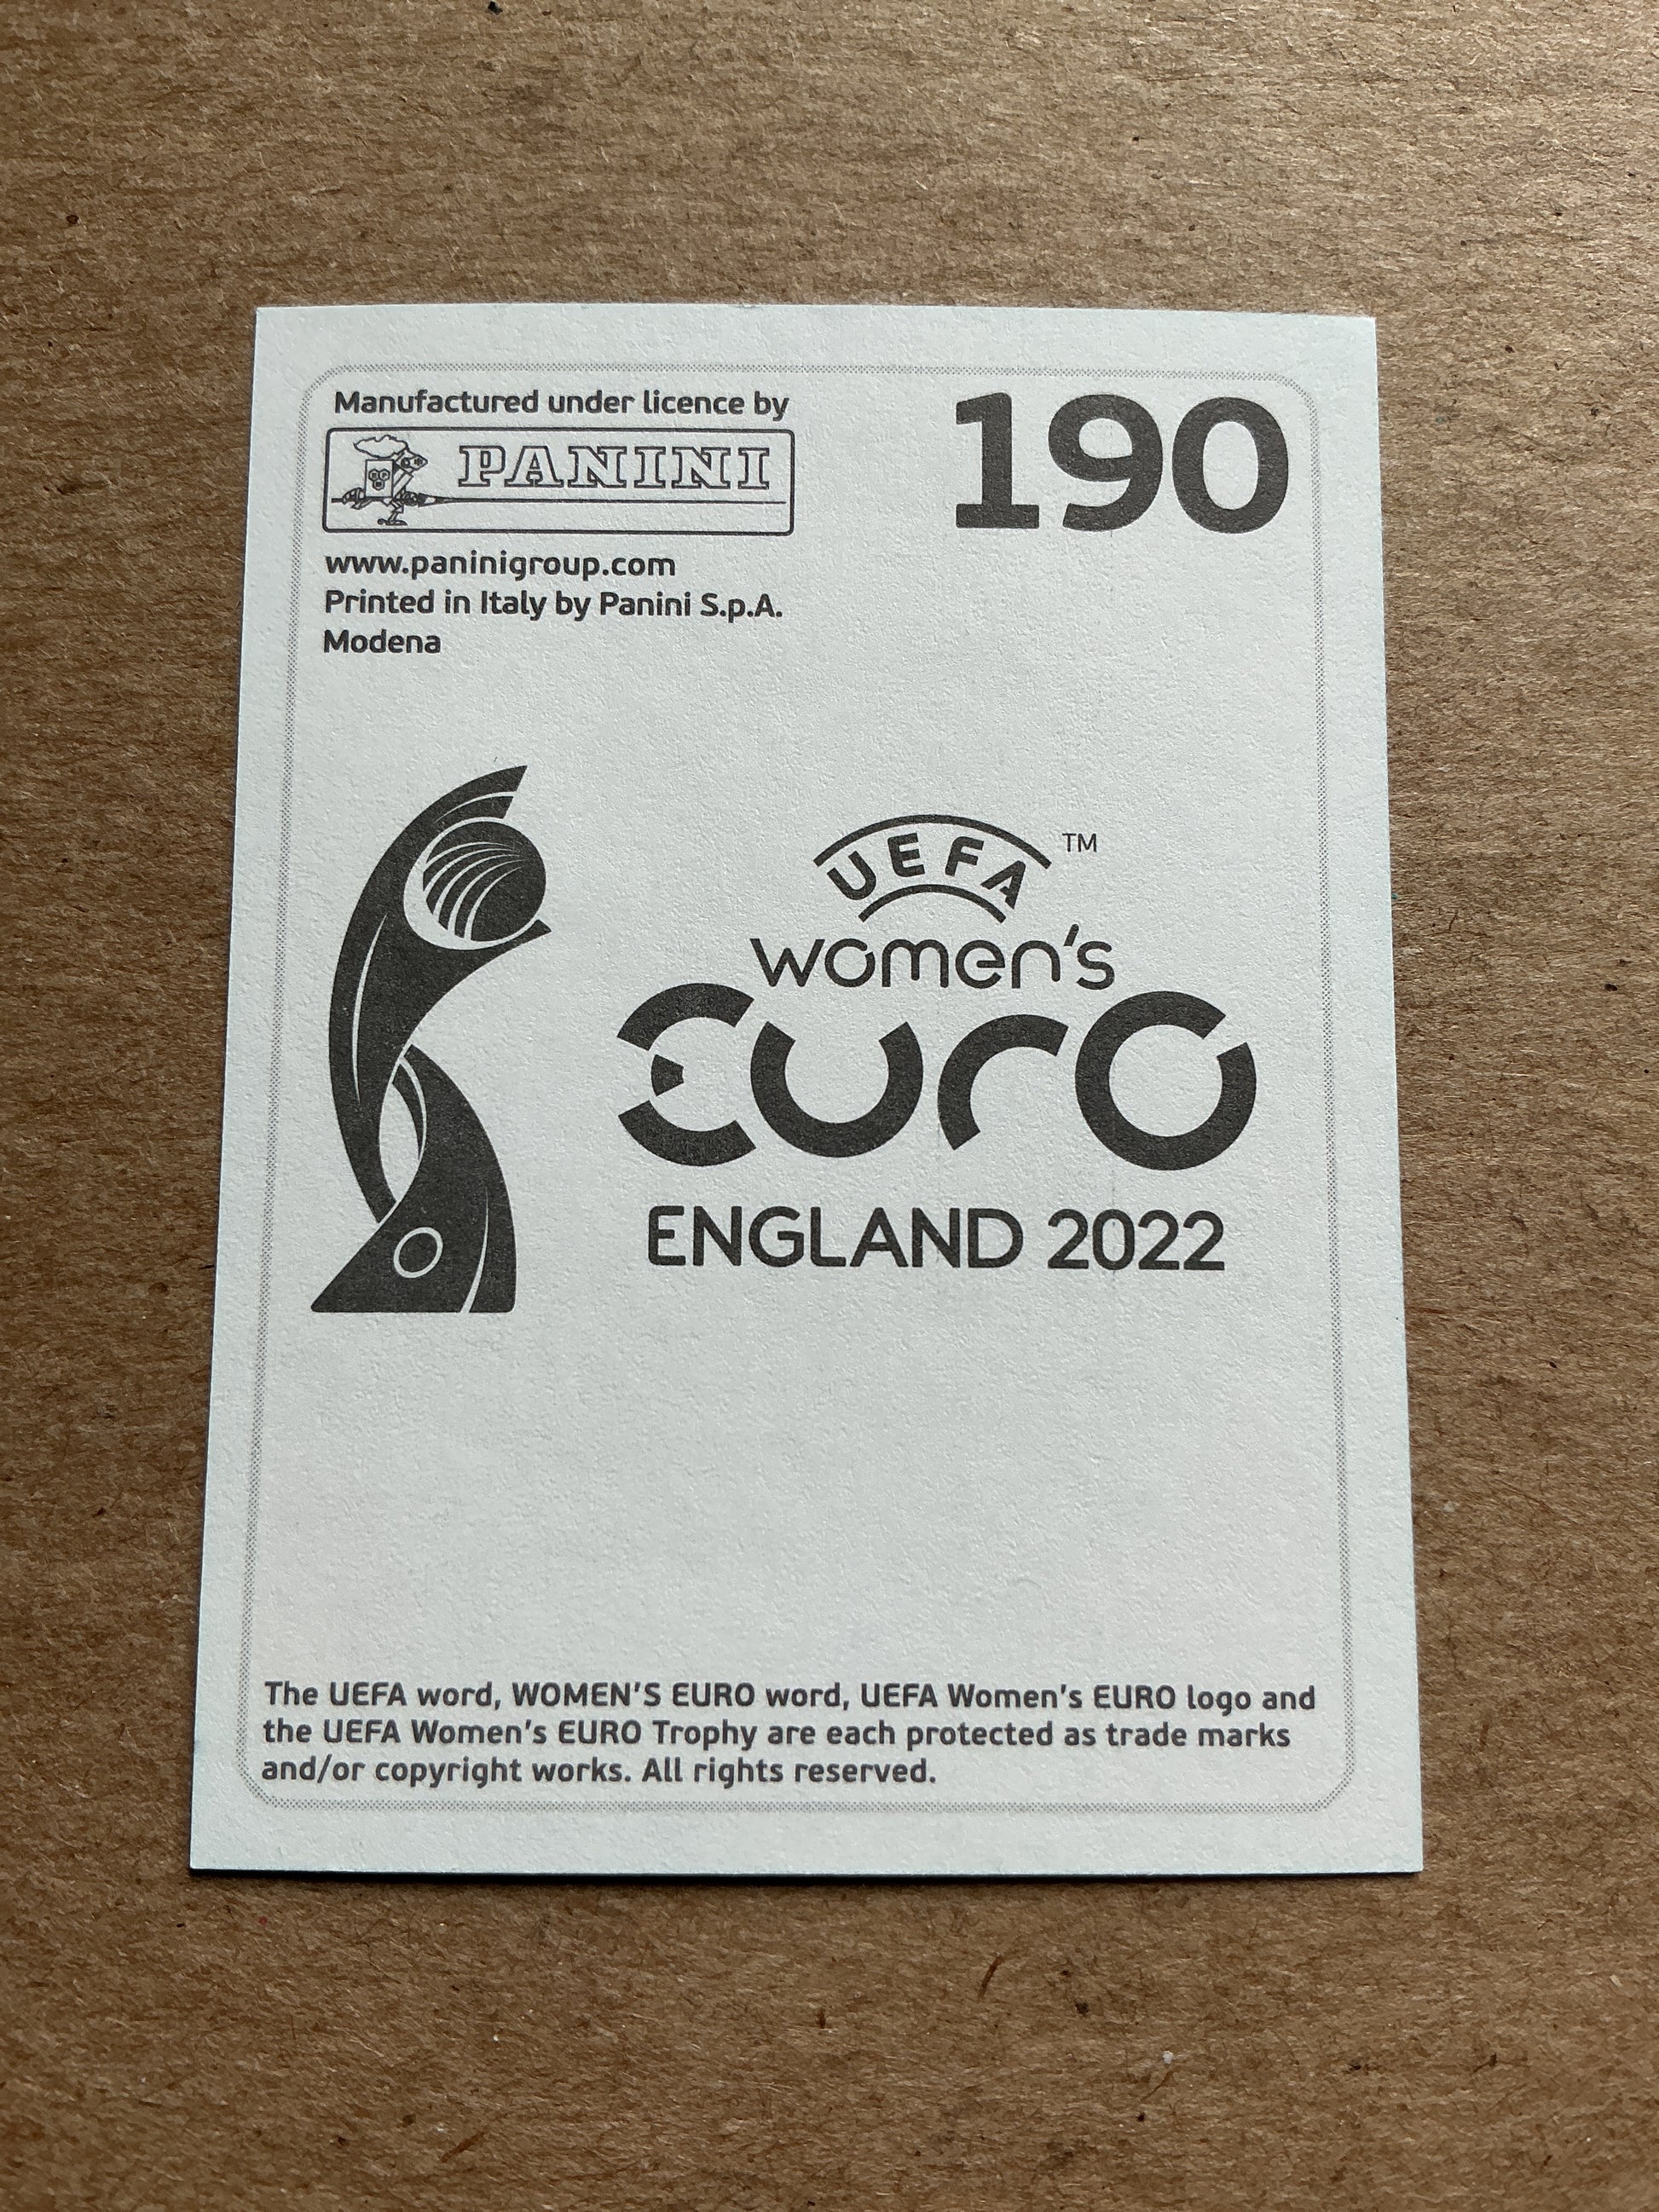 Manufactured under licence by
PANINI
190
www.paninigroup.com
Printed in Italy by Panini S.p.A.
Modena
UEFA TM
women's
EURO
ENGLAND 2022
The UEFA word, WOMEN'S EURO word, UEFA Women's EURO logo and
the UEFA Women's EURO Trophy are each protected as trade marks
and/or copyright works. All rights reserved.